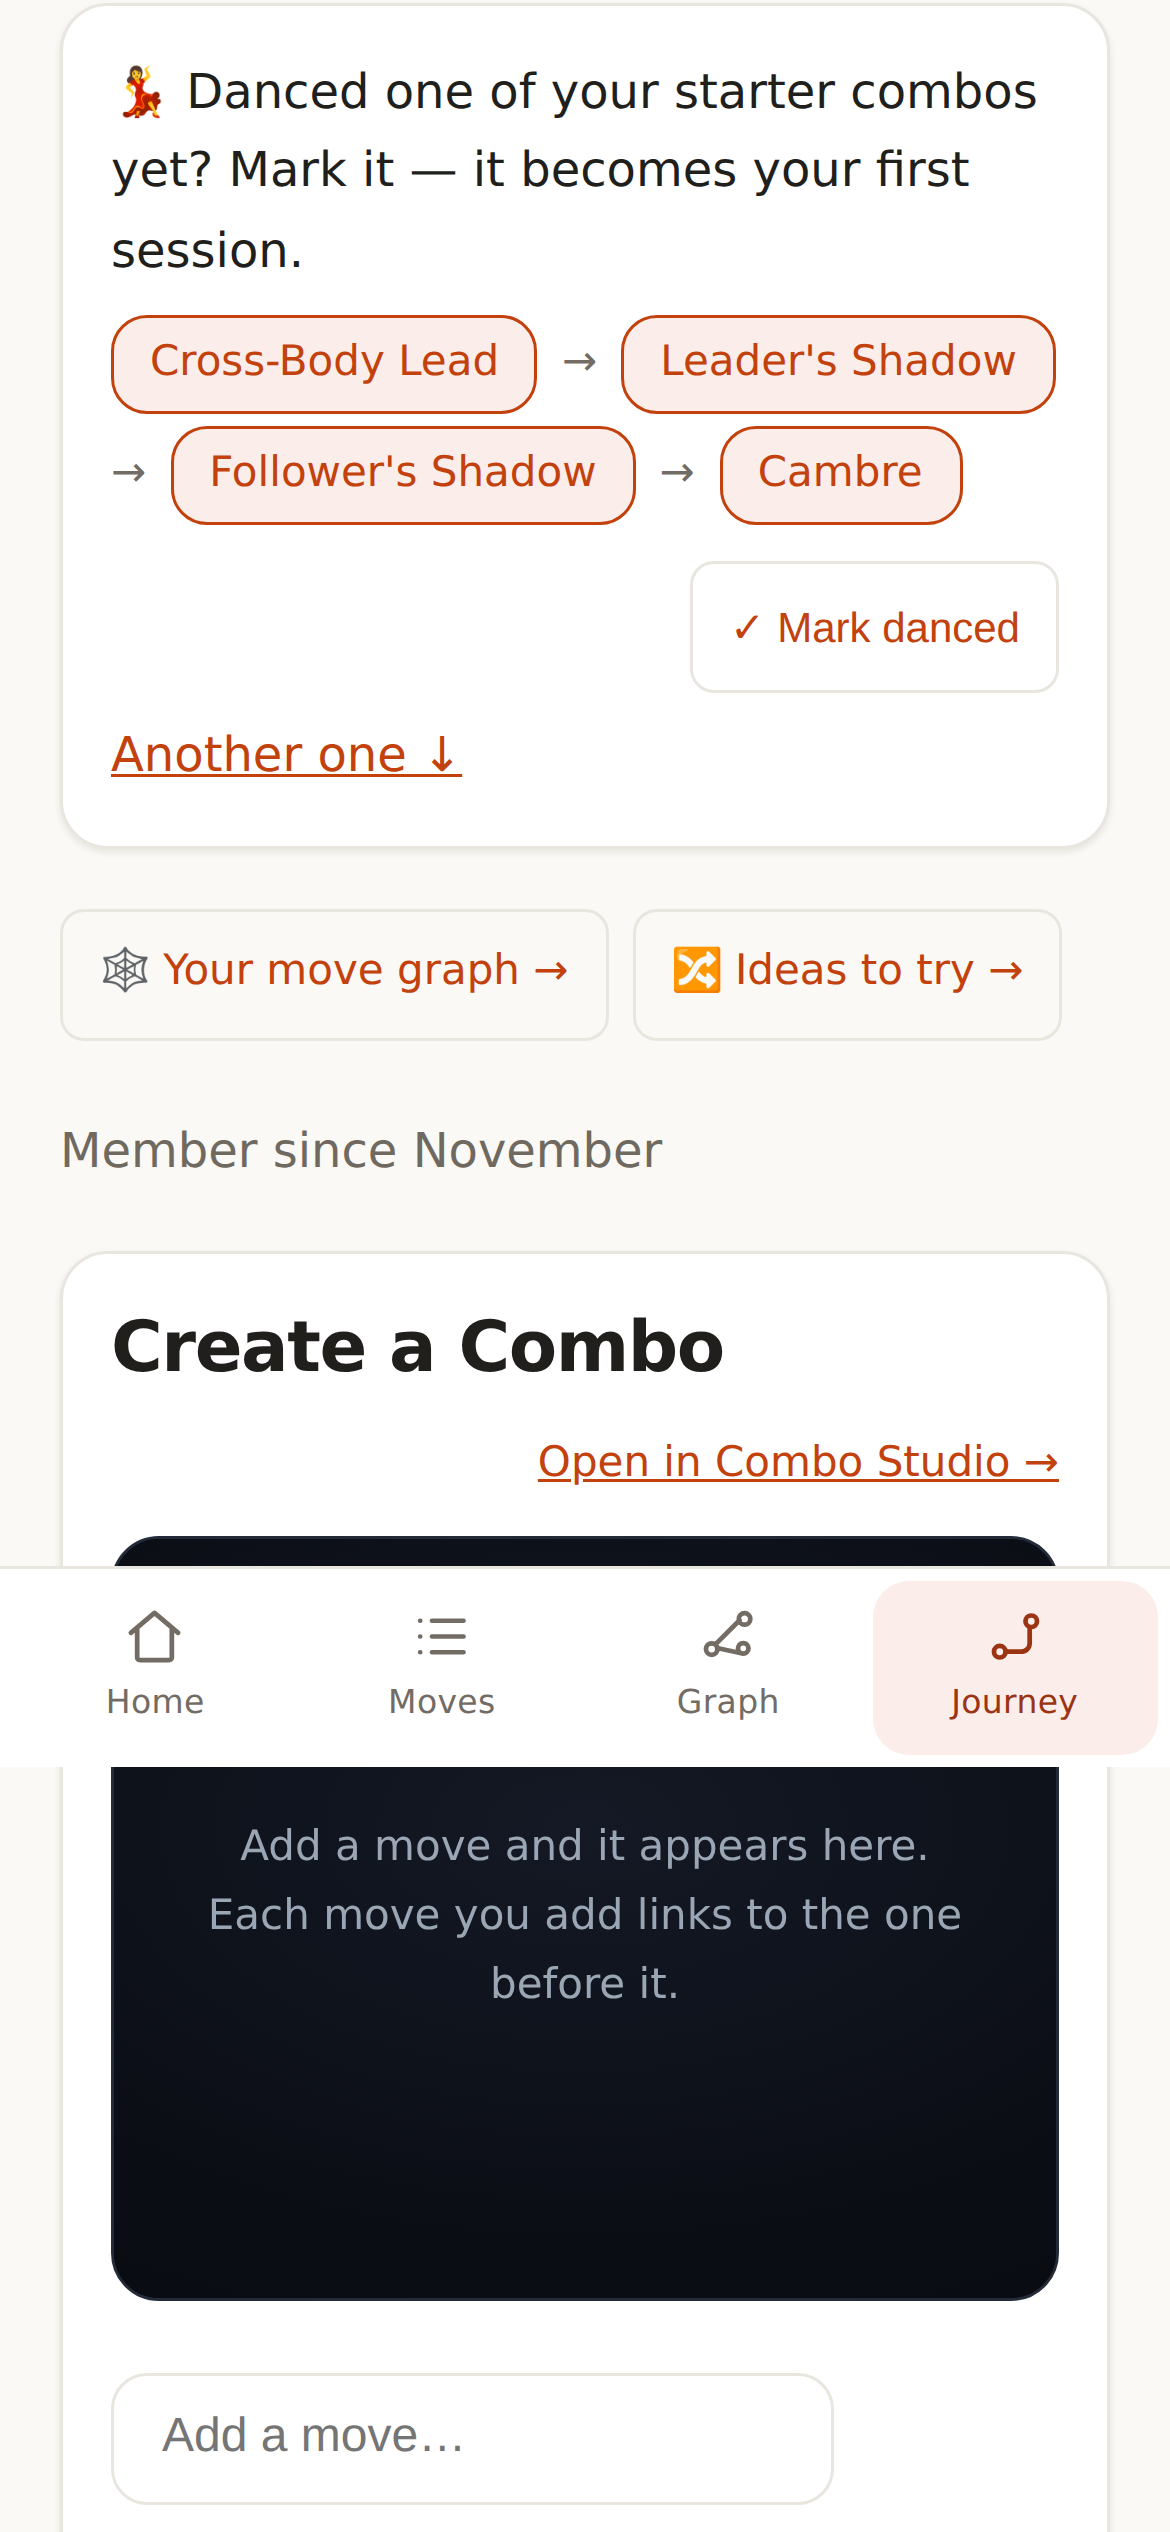 💃 Danced one of your starter combos
yet? Mark it — it becomes your first
session.
Cross-Body Lead → Leader's Shadow
→ Follower's Shadow → Cambre
✓ Mark danced
Another one ↓
🕸 Your move graph → 🔀 Ideas to try →
Member since November
Create a Combo
Open in Combo Studio →
Home Moves Graph Journey
Add a move and it appears here.
Each move you add links to the one
before it.
Add a move…